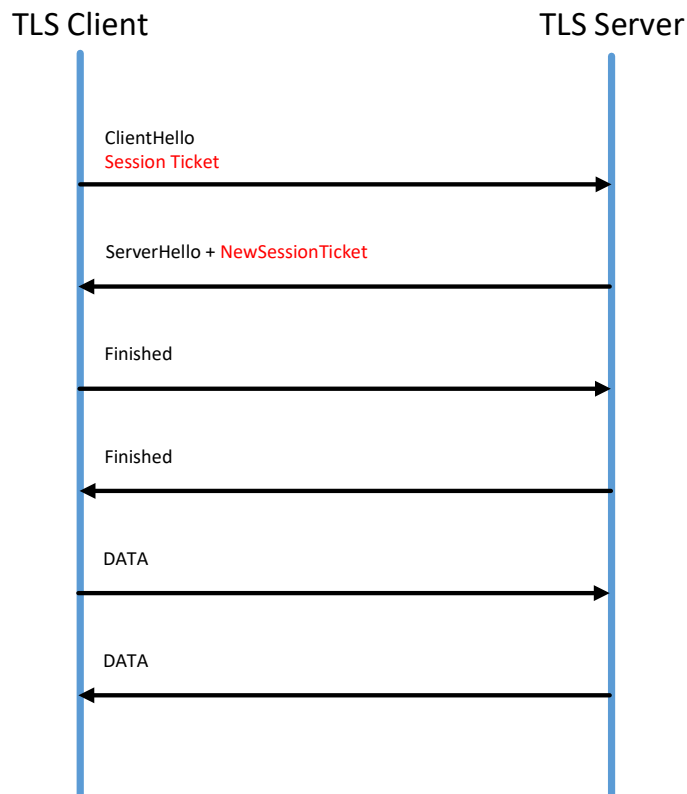 TLS Client
TLS Server
ClientHello
Session Ticket
ServerHello + NewSessionTicket
Finished
Finished
DATA
DATA